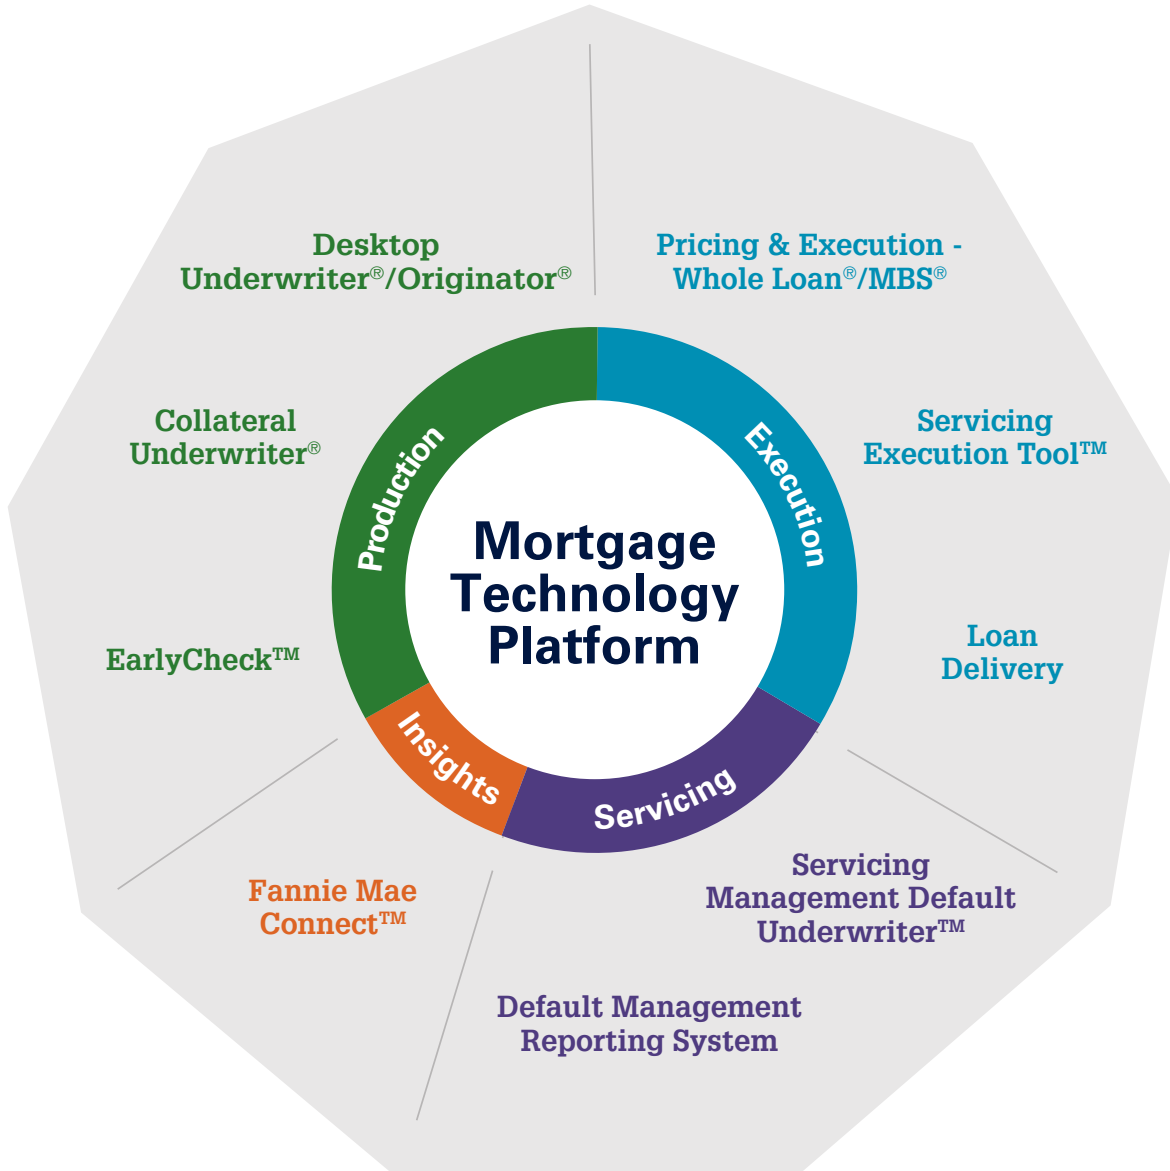 Desktop
Underwriter®/Originator®
Pricing & Execution -
Whole Loan®/MBS®
Collateral
Underwriter®
Servicing
Execution Tool™
Production
Execution
Mortgage
Technology
Platform
EarlyCheck™
Loan
Delivery
Insights
Servicing
Fannie Mae
Connect™
Servicing
Management Default
Underwriter™
Default Management
Reporting System